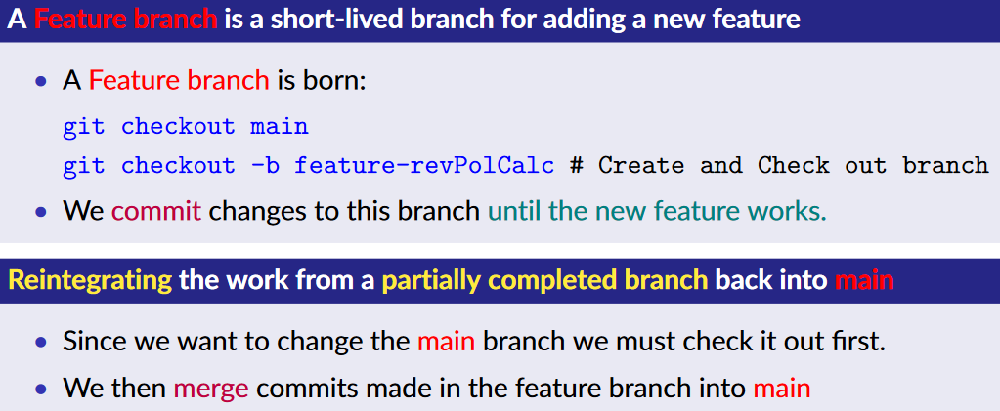 A Feature branch is a short-lived branch for adding a new feature
• A Feature branch is born:
git checkout main
git checkout -b feature-revPolCalc # Create and Check out branch
• We commit changes to this branch until the new feature works.
Reintegrating the work from a partially completed branch back into main
• Since we want to change the main branch we must check it out first.
• We then merge commits made in the feature branch into main